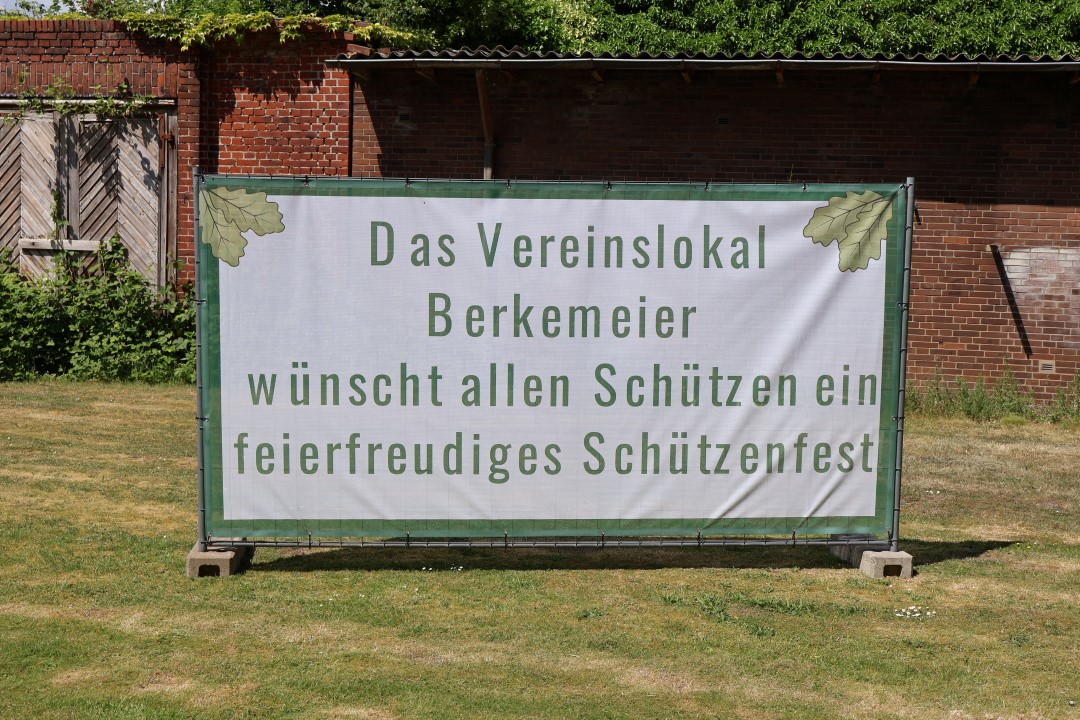 Das Vereinslokal
Berkemeier
wünscht allen Schützen ein
feierfreudiges Schützenfest